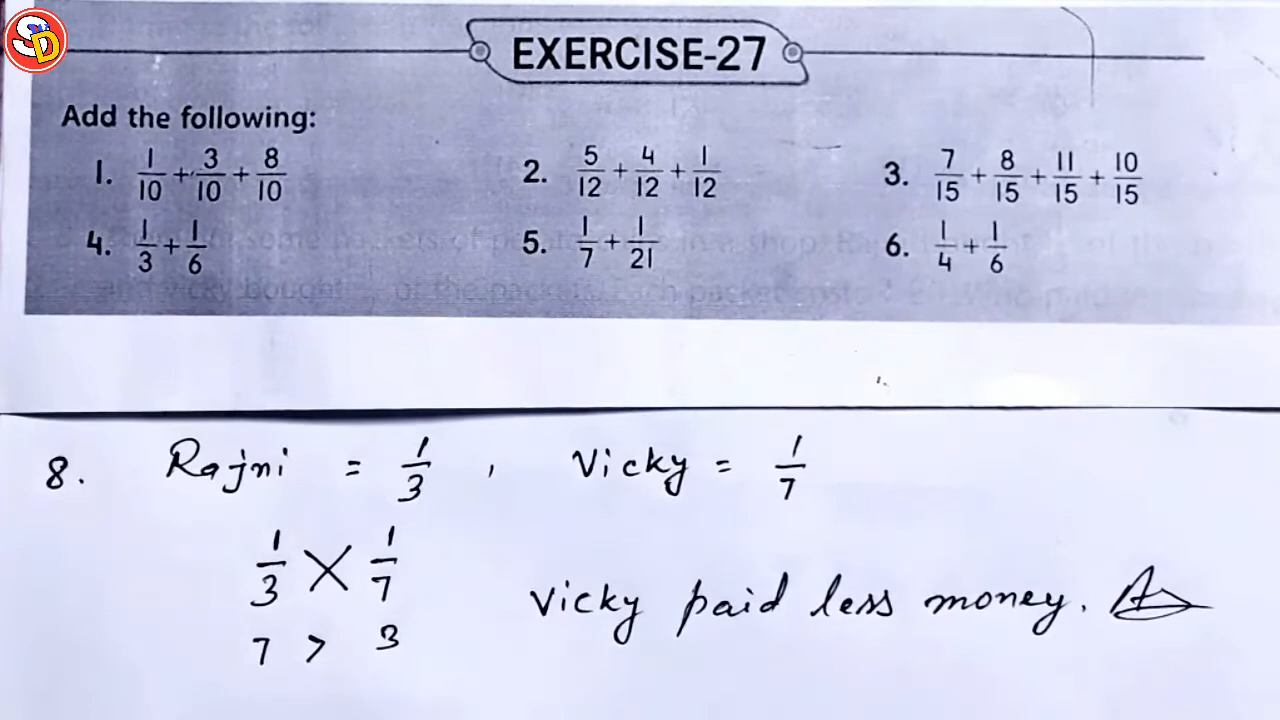 SD
EXERCISE-27
Add the following:
1. 1/10 + 3/10 + 8/10 2. 5/12 + 4/12 + 1/12 3. 7/15 + 8/15 + 11/15 + 10/15
4. 1/3 + 1/6 5. 1/7 + 1/21 6. 1/4 + 1/6
8. Rajni = 1/3 , Vicky = 1/7
1/3 X 1/7
7 > 3
Vicky paid less money.